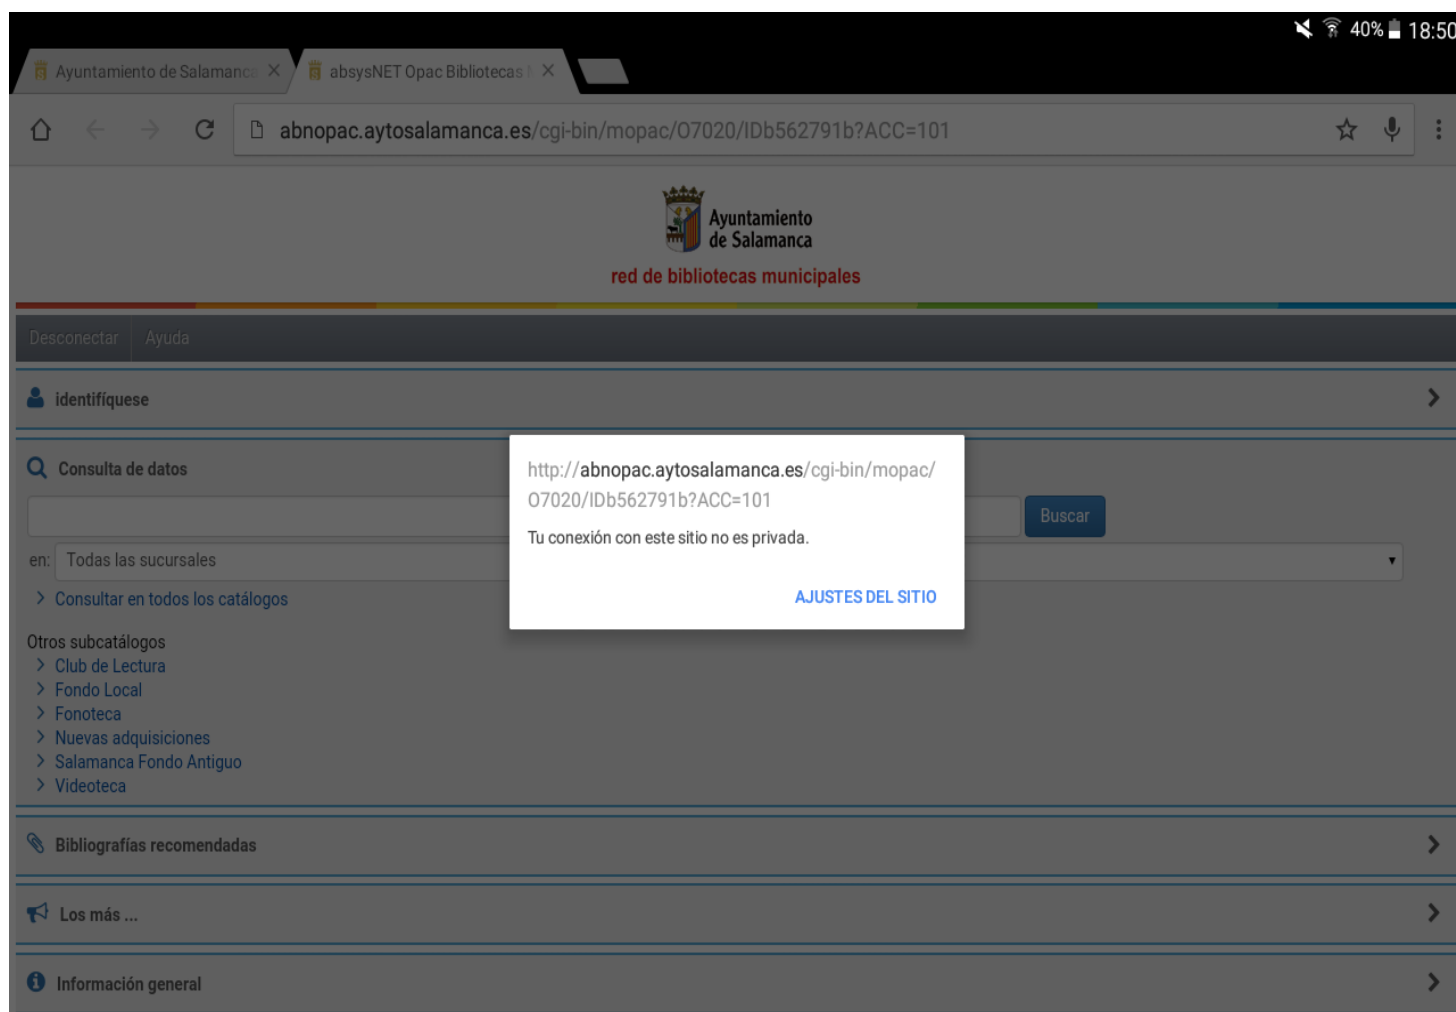 40% 18:50
Ayuntamiento de Salamanca absysNET Opac Bibliotecas
abnopac.aytosalamanca.es/cgi-bin/mopac/O7020/IDb562791b?ACC=101
Ayuntamiento
de Salamanca
red de bibliotecas municipales
Desconectar Ayuda
identifíquese
Consulta de datos
Buscar
en: Todas las sucursales
Consultar en todos los catálogos
Otros subcatálogos
Club de Lectura
Fondo Local
Fonoteca
Nuevas adquisiciones
Salamanca Fondo Antiguo
Videoteca
http://abnopac.aytosalamanca.es/cgi-bin/mopac/
O7020/IDb562791b?ACC=101
Tu conexión con este sitio no es privada.
AJUSTES DEL SITIO
Bibliografías recomendadas
Los más ...
Información general